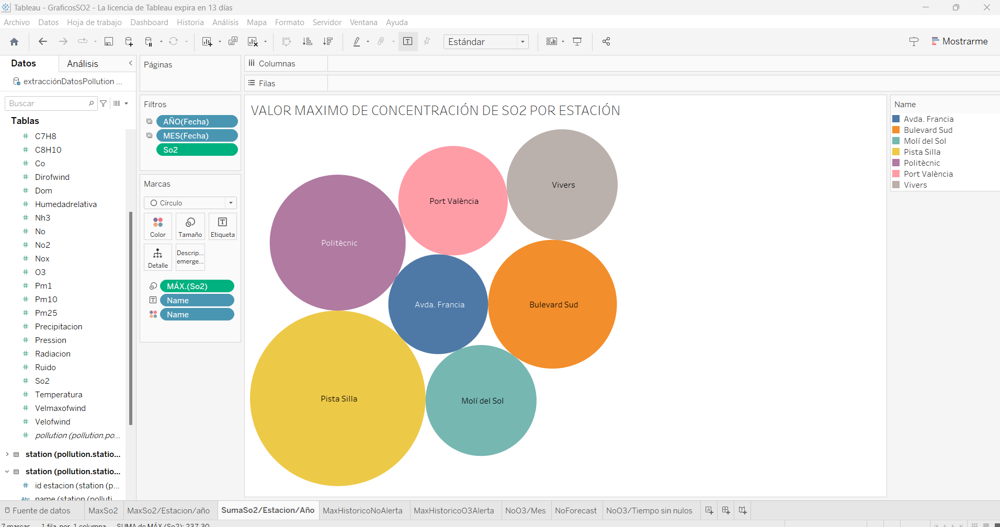 Tableau - GraficosSO2 - La licencia de Tableau expira en 13 días
Archivo Datos Hoja de trabajo Dashboard Historia Análisis Mapa Formato Servidor Ventana Ayuda
Estándar
Mostrarme
Datos
Análisis
extracciónDatosPollution ...
Buscar
Tablas
C7H8
C8H10
Co
Dirofwind
Dom
Humedadrelativa
Nh3
No
No2
Nox
O3
Pm1
Pm10
Pm25
Precipitacion
Pression
Radiacion
Ruido
So2
Temperatura
Velmaxofwind
Velofwind
pollution (pollution.po...
station (pollution.statio...
station (pollution.statio...
id estacion (station (p...
Abc name (station (polluti...
Páginas
Filtros
AÑO(Fecha)
MES(Fecha)
So2
Marcas
Círculo
Color
Tamaño
Etiqueta
Detalle
Descrip...
emerge...
MÁX.(So2)
Name
Name
Columnas
Filas
VALOR MAXIMO DE CONCENTRACIÓN DE SO2 POR ESTACIÓN
Vivers
Port València
Politècnic
Avda. Francia
Bulevard Sud
Pista Silla
Molí del Sol
Name
Avda. Francia
Bulevard Sud
Molí del Sol
Pista Silla
Politècnic
Port València
Vivers
Fuente de datos
MaxSo2
MaxSo2/Estacion/año
SumaSo2/Estacion/Año
MaxHistoricoNoAlerta
MaxHistoricoO3Alerta
NoO3/Mes
NoForecast
NoO3/Tiempo sin nulos
7 marcas 1 fila por 1 columna SUMA de MÁX.(So2): 237,30